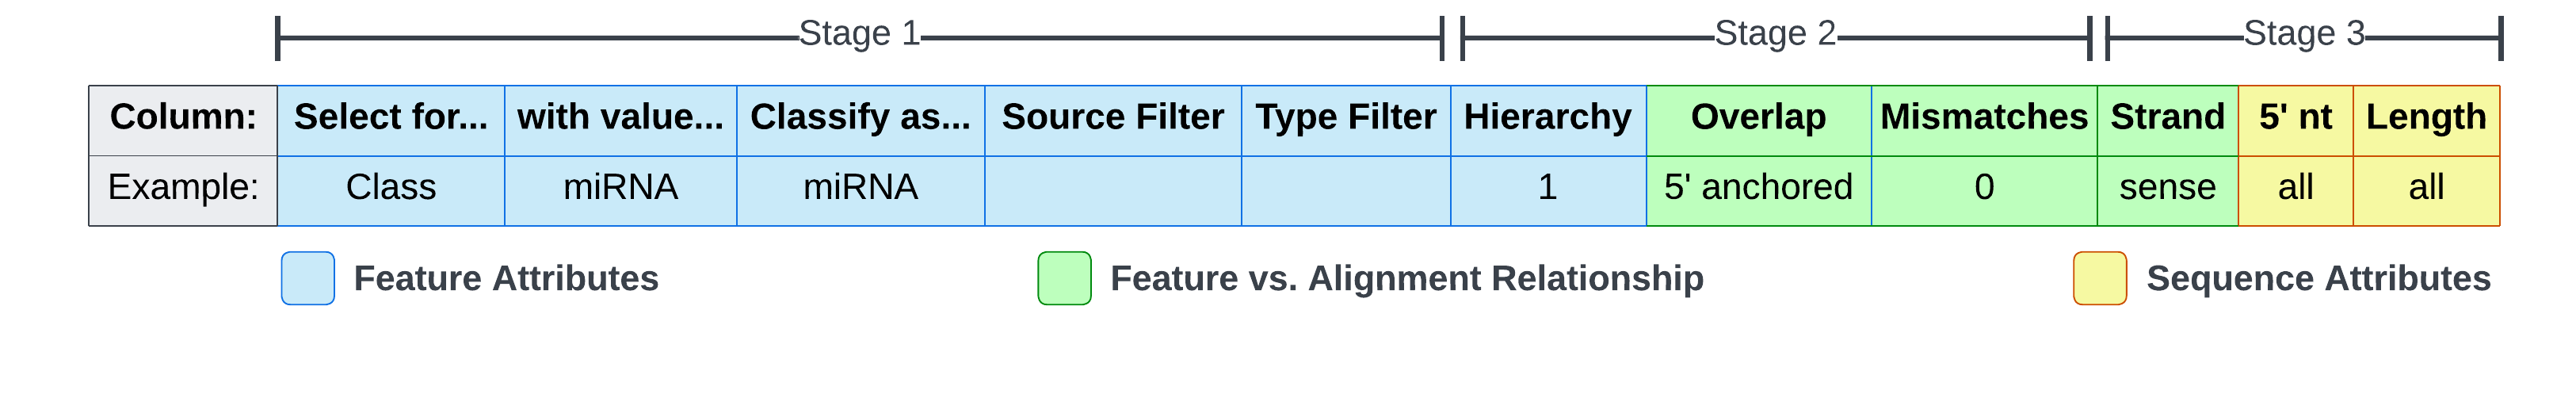 Stage 1 Stage 2 Stage 3
Column: Select for... with value... Classify as... Source Filter Type Filter Hierarchy Overlap Mismatches Strand 5' nt Length
Example: Class miRNA miRNA 1 5' anchored 0 sense all all
Feature Attributes Feature vs. Alignment Relationship Sequence Attributes